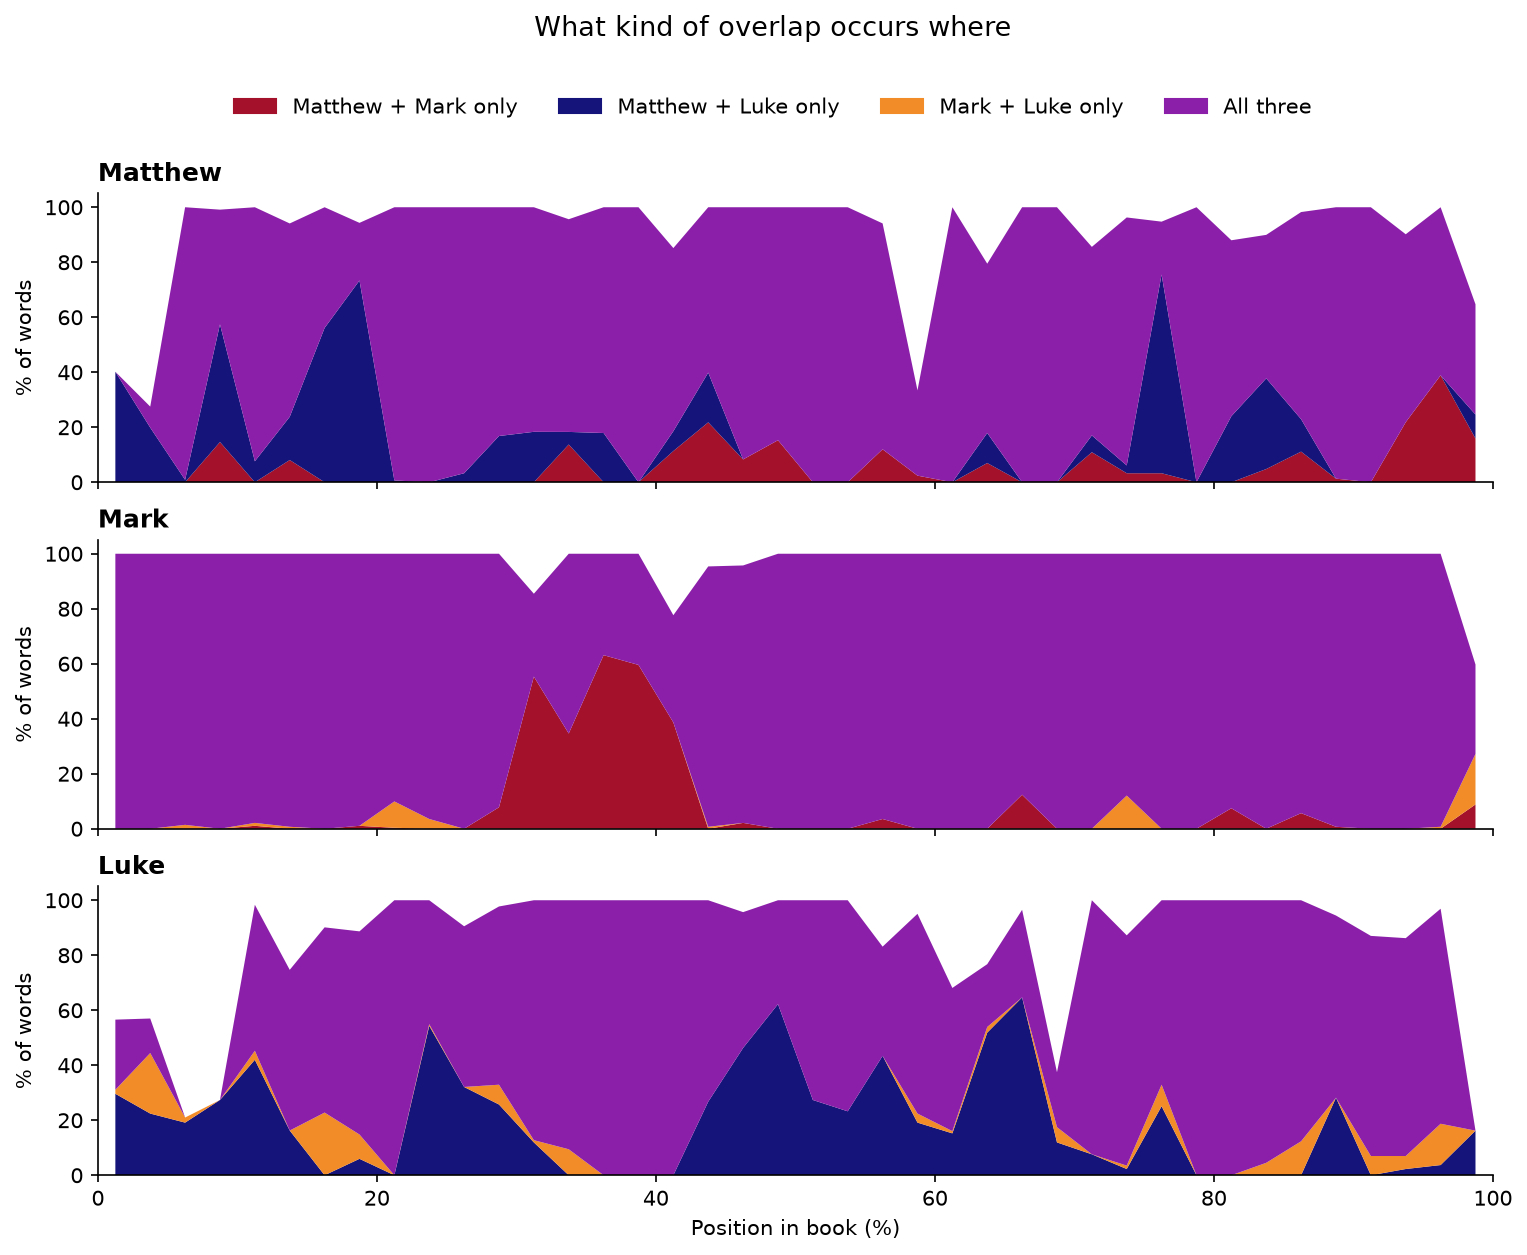 What kind of overlap occurs where
Matthew + Mark only Matthew + Luke only Mark + Luke only All three
Matthew
100
80
60
40
20
0
% of words
Mark
100
80
60
40
20
0
% of words
Luke
100
80
60
40
20
0
% of words
0 20 40 60 80 100
Position in book (%)